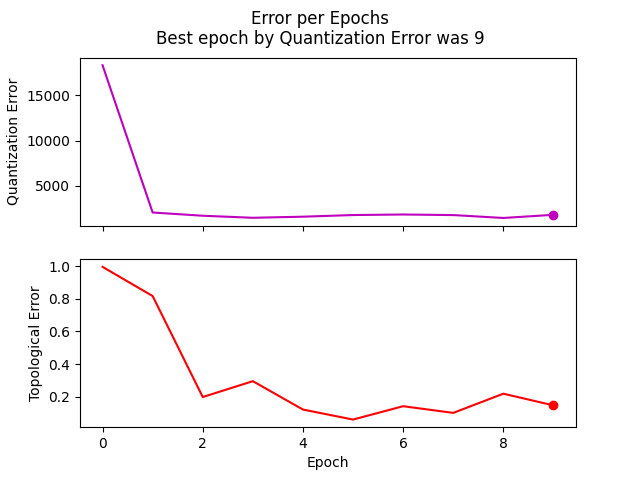 Error per Epochs
Best epoch by Quantization Error was 9
Quantization Error
15000
10000
5000
Topological Error
1.0
0.8
0.6
0.4
0.2
0 2 4 6 8
Epoch